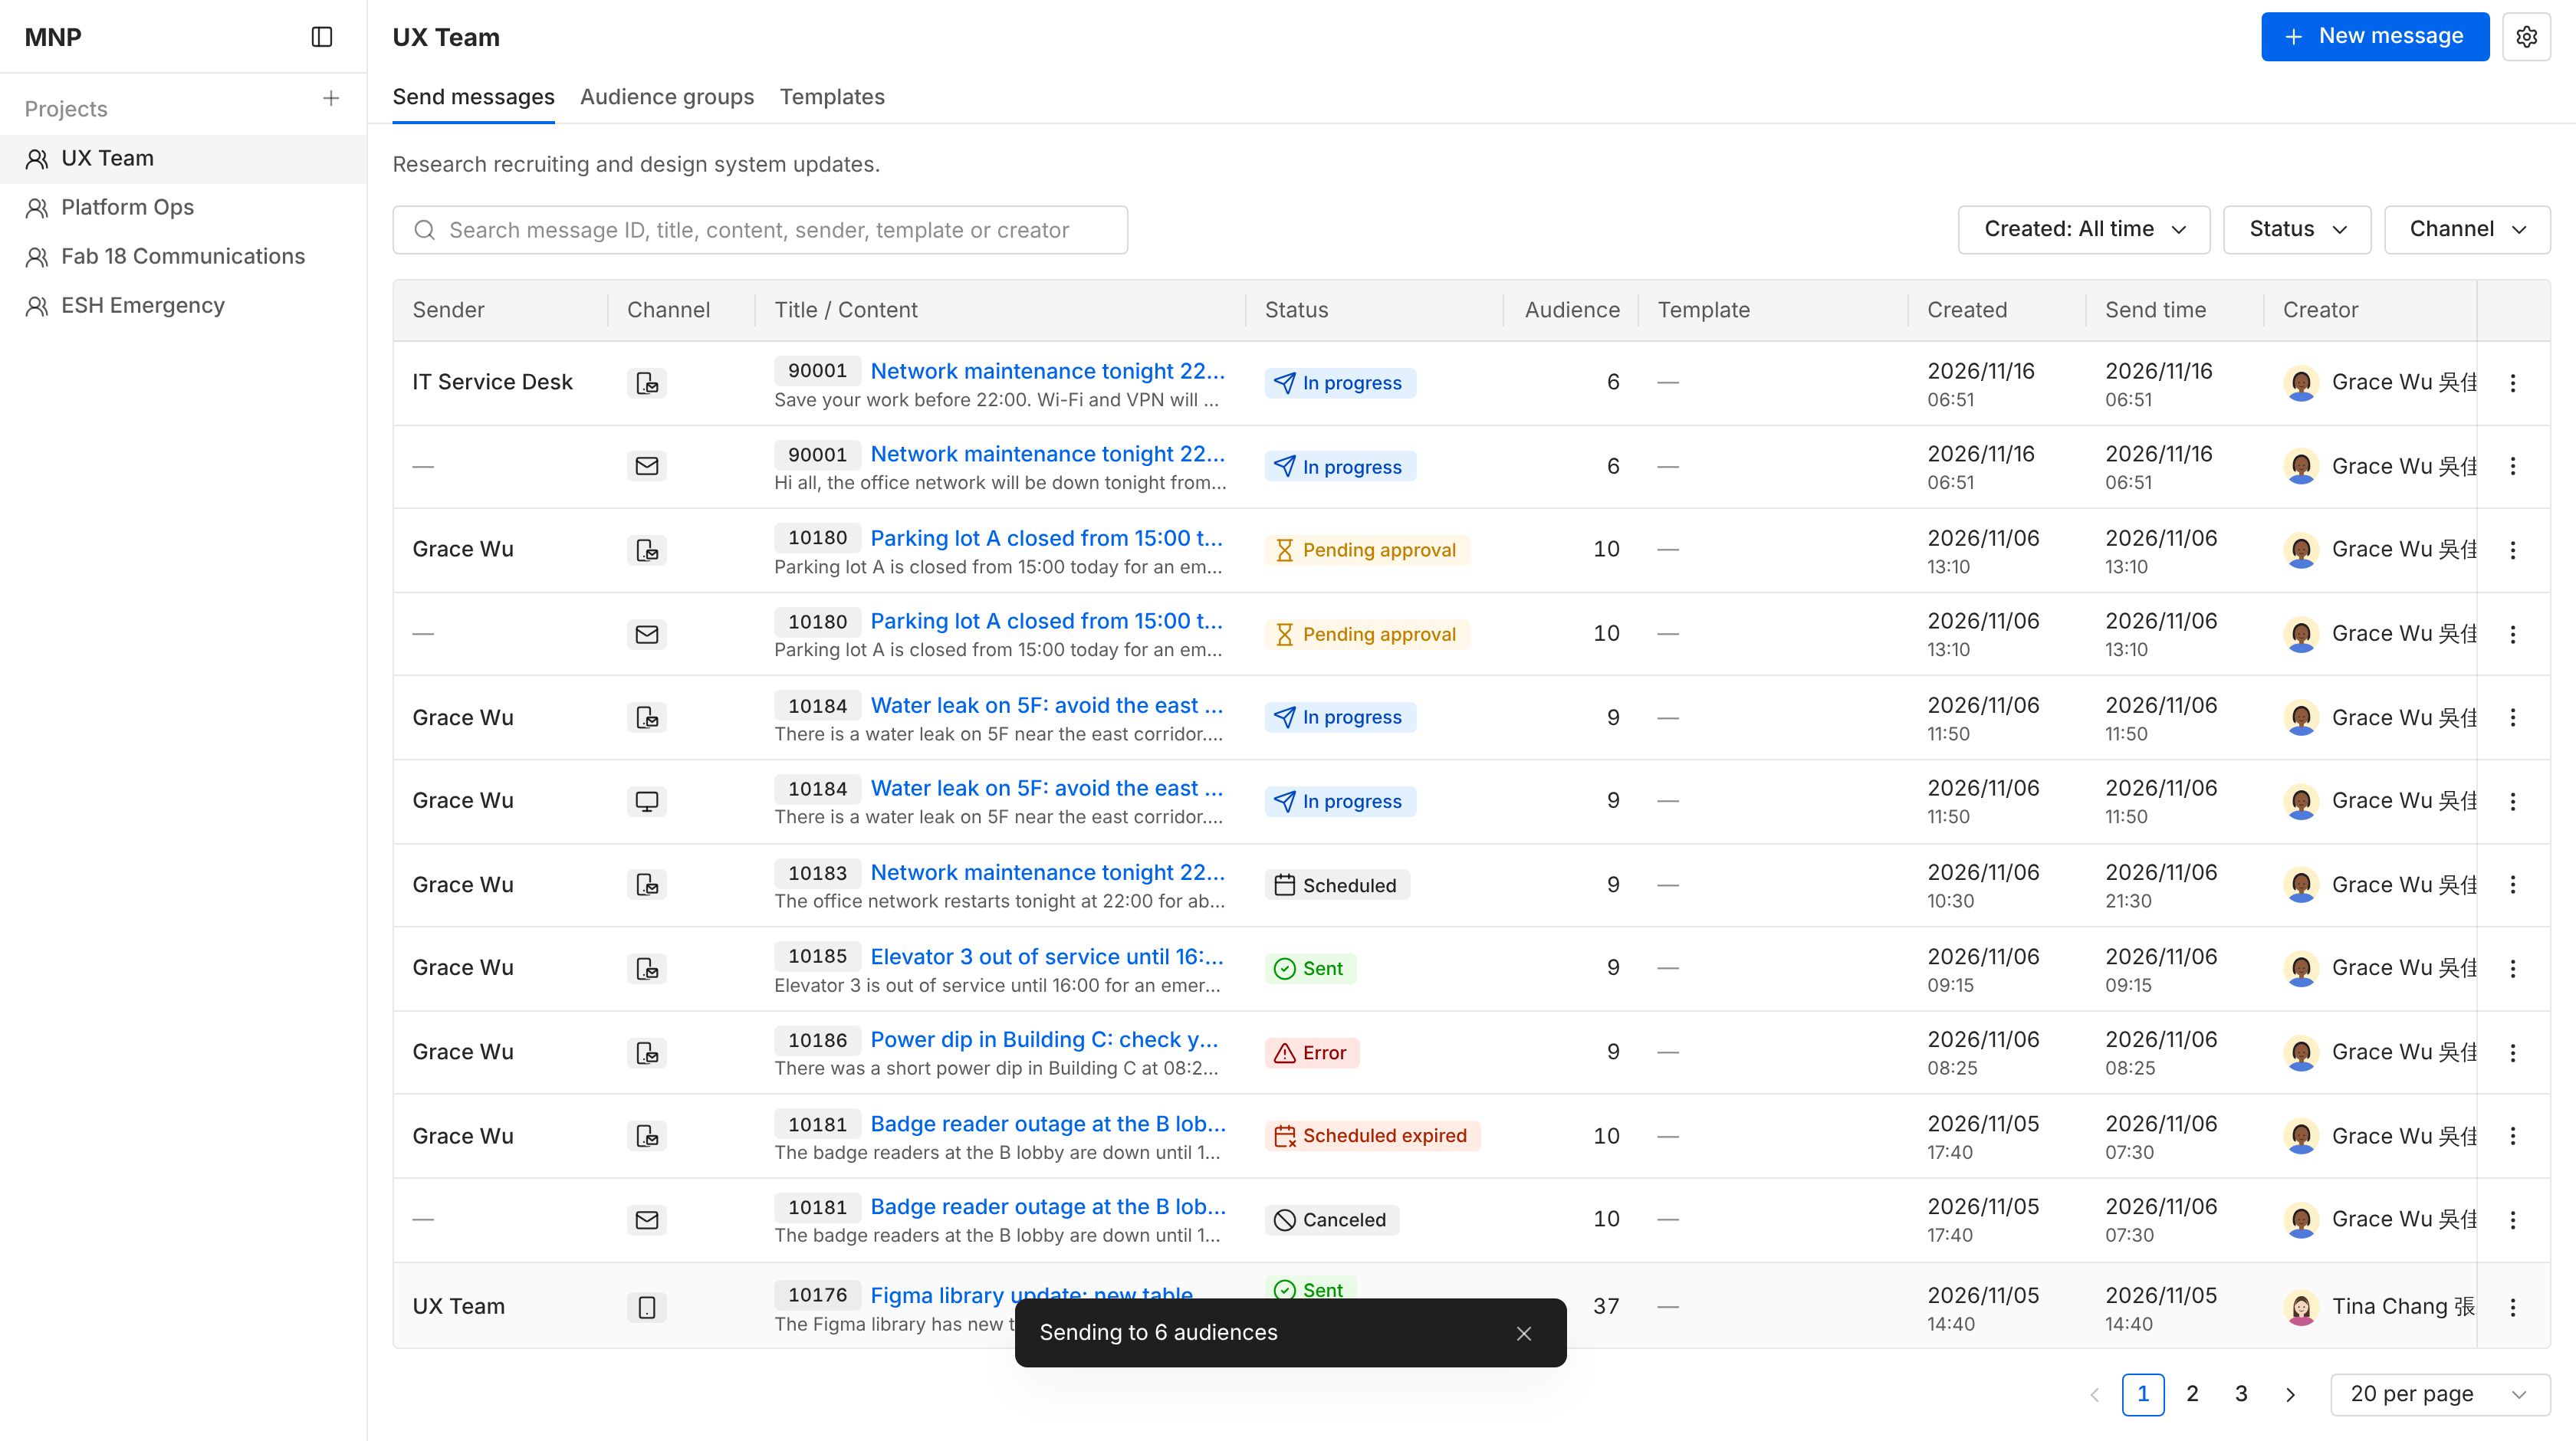 MNP
UX Team
New message
Projects
UX Team
Platform Ops
Fab 18 Communications
ESH Emergency
Send messages Audience groups Templates
Research recruiting and design system updates.
Search message ID, title, content, sender, template or creator
Created: All time Status Channel
Sender Channel Title / Content Status Audience Template Created Send time Creator
IT Service Desk 90001 Network maintenance tonight 22... In progress 6 — 2026/11/16 2026/11/16 Grace Wu 吳佳
Save your work before 22:00. Wi-Fi and VPN will ... 06:51 06:51
— 90001 Network maintenance tonight 22... In progress 6 — 2026/11/16 2026/11/16 Grace Wu 吳佳
Hi all, the office network will be down tonight from... 06:51 06:51
Grace Wu 10180 Parking lot A closed from 15:00 t... Pending approval 10 — 2026/11/06 2026/11/06 Grace Wu 吳佳
Parking lot A is closed from 15:00 today for an em... 13:10 13:10
— 10180 Parking lot A closed from 15:00 t... Pending approval 10 — 2026/11/06 2026/11/06 Grace Wu 吳佳
Parking lot A is closed from 15:00 today for an em... 13:10 13:10
Grace Wu 10184 Water leak on 5F: avoid the east ... In progress 9 — 2026/11/06 2026/11/06 Grace Wu 吳佳
There is a water leak on 5F near the east corridor.... 11:50 11:50
Grace Wu 10184 Water leak on 5F: avoid the east ... In progress 9 — 2026/11/06 2026/11/06 Grace Wu 吳佳
There is a water leak on 5F near the east corridor.... 11:50 11:50
Grace Wu 10183 Network maintenance tonight 22... Scheduled 9 — 2026/11/06 2026/11/06 Grace Wu 吳佳
The office network restarts tonight at 22:00 for ab... 10:30 21:30
Grace Wu 10185 Elevator 3 out of service until 16:... Sent 9 — 2026/11/06 2026/11/06 Grace Wu 吳佳
Elevator 3 is out of service until 16:00 for an emer... 09:15 09:15
Grace Wu 10186 Power dip in Building C: check y... Error 9 — 2026/11/06 2026/11/06 Grace Wu 吳佳
There was a short power dip in Building C at 08:2... 08:25 08:25
Grace Wu 10181 Badge reader outage at the B lob... Scheduled expired 10 — 2026/11/05 2026/11/06 Grace Wu 吳佳
The badge readers at the B lobby are down until 1... 17:40 07:30
— 10181 Badge reader outage at the B lob... Canceled 10 — 2026/11/05 2026/11/06 Grace Wu 吳佳
The badge readers at the B lobby are down until 1... 17:40 07:30
UX Team 10176 Figma library update: new table Sent 37 — 2026/11/05 2026/11/05 Tina Chang 張
The Figma library has new 14:40 14:40
Sending to 6 audiences
1 2 3 20 per page